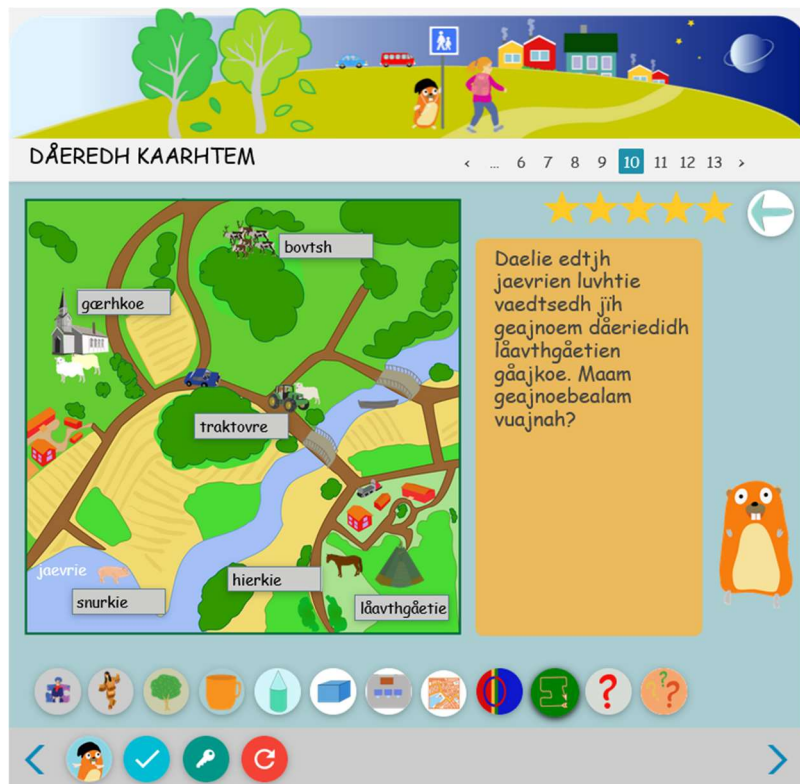 DÅEREDH KAARHTEM
‹ ... 6 7 8 9 10 11 12 13 ›
bovtsh
gærhkoe
traktovre
jaevrie
hierkie
snurkie
låavthgåetie
Daelie edtjh
jaevrien luvhtie
vaedtsedh jïh
geajnoem dåeriedidh
låavthgåetien
gåajkoe. Maam
geajnoebealam
vuajnah?
? ?
? ?